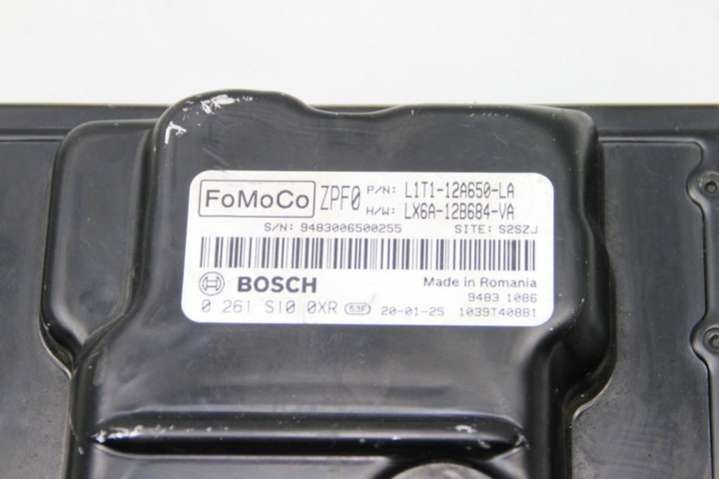 FoMoCo ZPF0 P/N: L1T1-12A650-LA
H/W: LX6A-12B684-VA
S/N: 9483006500255 SITE: S2SZJ
BOSCH Made in Romania
9483 1086
0 261 S10 0XR 53F 20-01-25 1039T40881